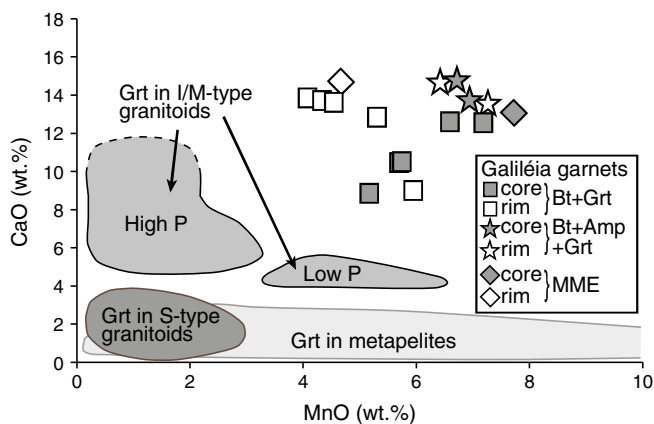 18
16
14
12
10
8
6
4
2
0
CaO (wt.%)
Grt in I/M-type
granitoids
High P
Low P
Grt in S-type
granitoids
Grt in metapelites
Galiléia garnets
core
rim
Bt+Grt
core
rim
Bt+Amp
+Grt
core
rim
MME
0 2 4 6 8 10
MnO (wt.%)